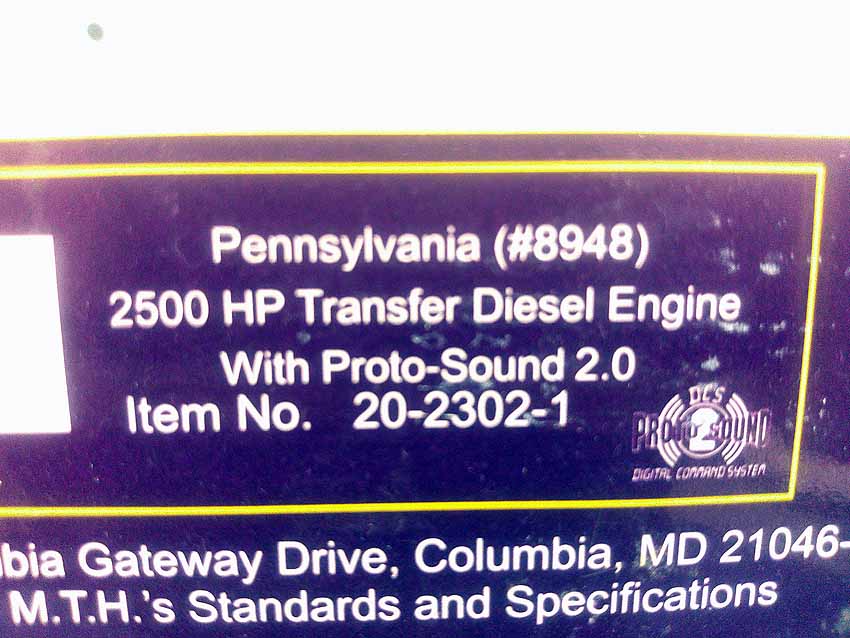 Pennsylvania (#8948)
2500 HP Transfer Diesel Engine
With Proto-Sound 2.0
Item No. 20-2302-1
DCS
PROTO SOUND
2
DIGITAL COMMAND SYSTEM
bia Gateway Drive, Columbia, MD 21046-
M.T.H.'s Standards and Specifications